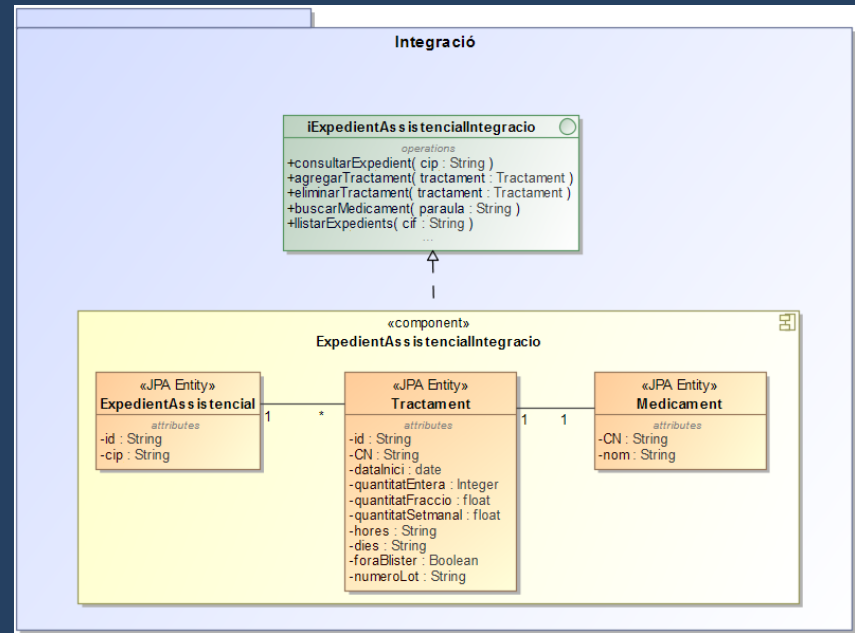 Integració
iExpedientAssistencialIntegracio
operations
+consultarExpedient( cip : String )
+agregarTractament( tractament : Tractament )
+eliminarTractament( tractament : Tractament )
+buscarMedicament( paraula : String )
+llistarExpedients( cif : String )
...
«component»
ExpedientAssistencialIntegracio
«JPA Entity»
ExpedientAssistencial
attributes
-id : String
-cip : String
1
*
«JPA Entity»
Tractament
attributes
-id : String
-CN : String
-dataInici : date
-quantitatEntera : Integer
-quantitatFraccio : float
-quantitatSetmanal : float
-hores : String
-dies : String
-foraBlister : Boolean
-numeroLot : String
1
1
«JPA Entity»
Medicament
attributes
-CN : String
-nom : String